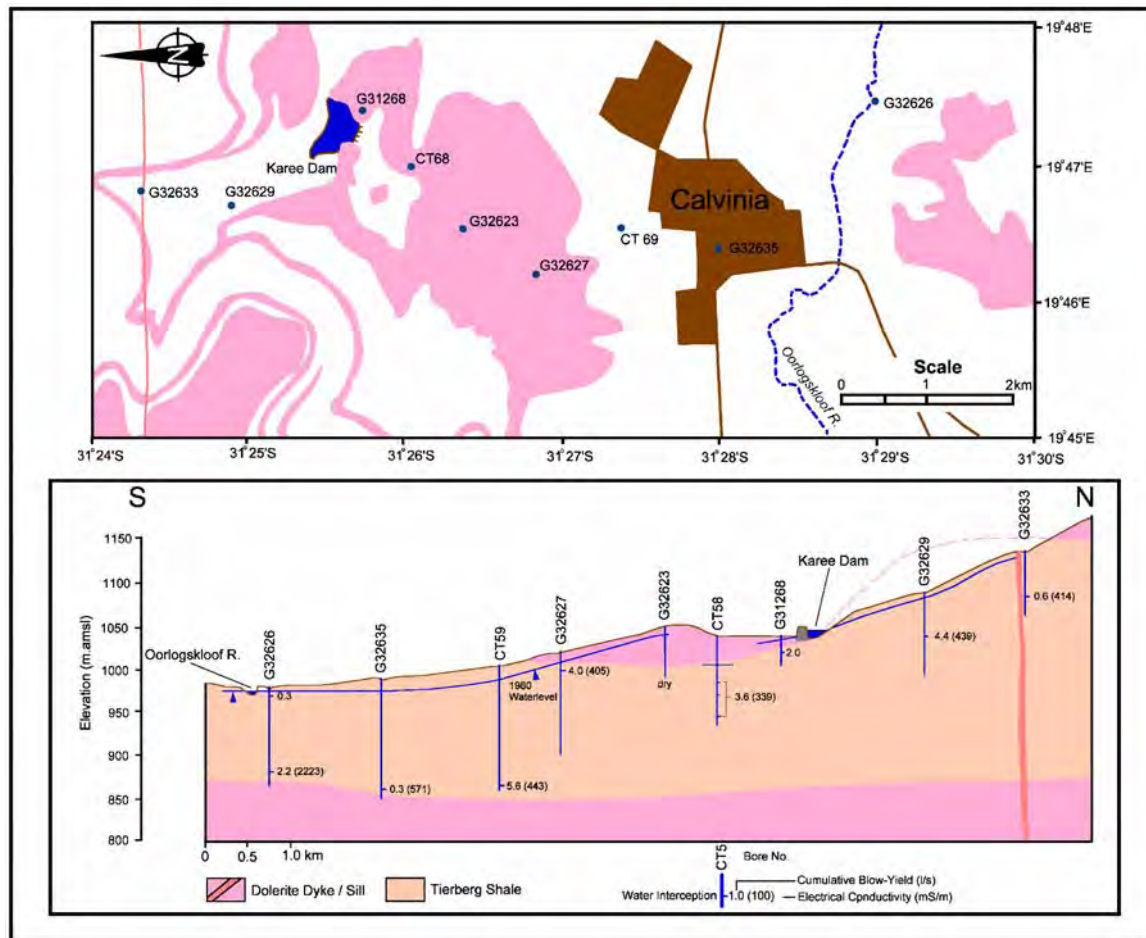 N
19°48'E
G31268
G32626
Karee Dam
CT68
19°47'E
G32633
G32629
Calvinia
G32623
CT 69
G32635
G32627
19°46'E
Oorlogskloof R.
Scale
0 1 2km
19°45'E
31°24'S 31°25'S 31°26'S 31°27'S 31°28'S 31°29'S 31°30'S
S
N
Elevation (m.amsl)
1150
1100
1050
1000
950
900
850
800
Oorlogskloof R.
G32626
0.3
2.2 (2223)
G32635
0.3 (571)
CT59
5.6 (443)
1980
Waterlevel
G32627
4.0 (405)
G32623
dry
CT58
3.6 (339)
G31268
2.0
Karee Dam
G32629
4.4 (439)
G32633
0.6 (414)
0 0.5 1.0 km
Dolerite Dyke / Sill
Tierberg Shale
CT5
Bore No.
Water Interception
1.0 (100)
Cumulative Blow-Yield (l/s)
Electrical Cpnductivity (mS/m)